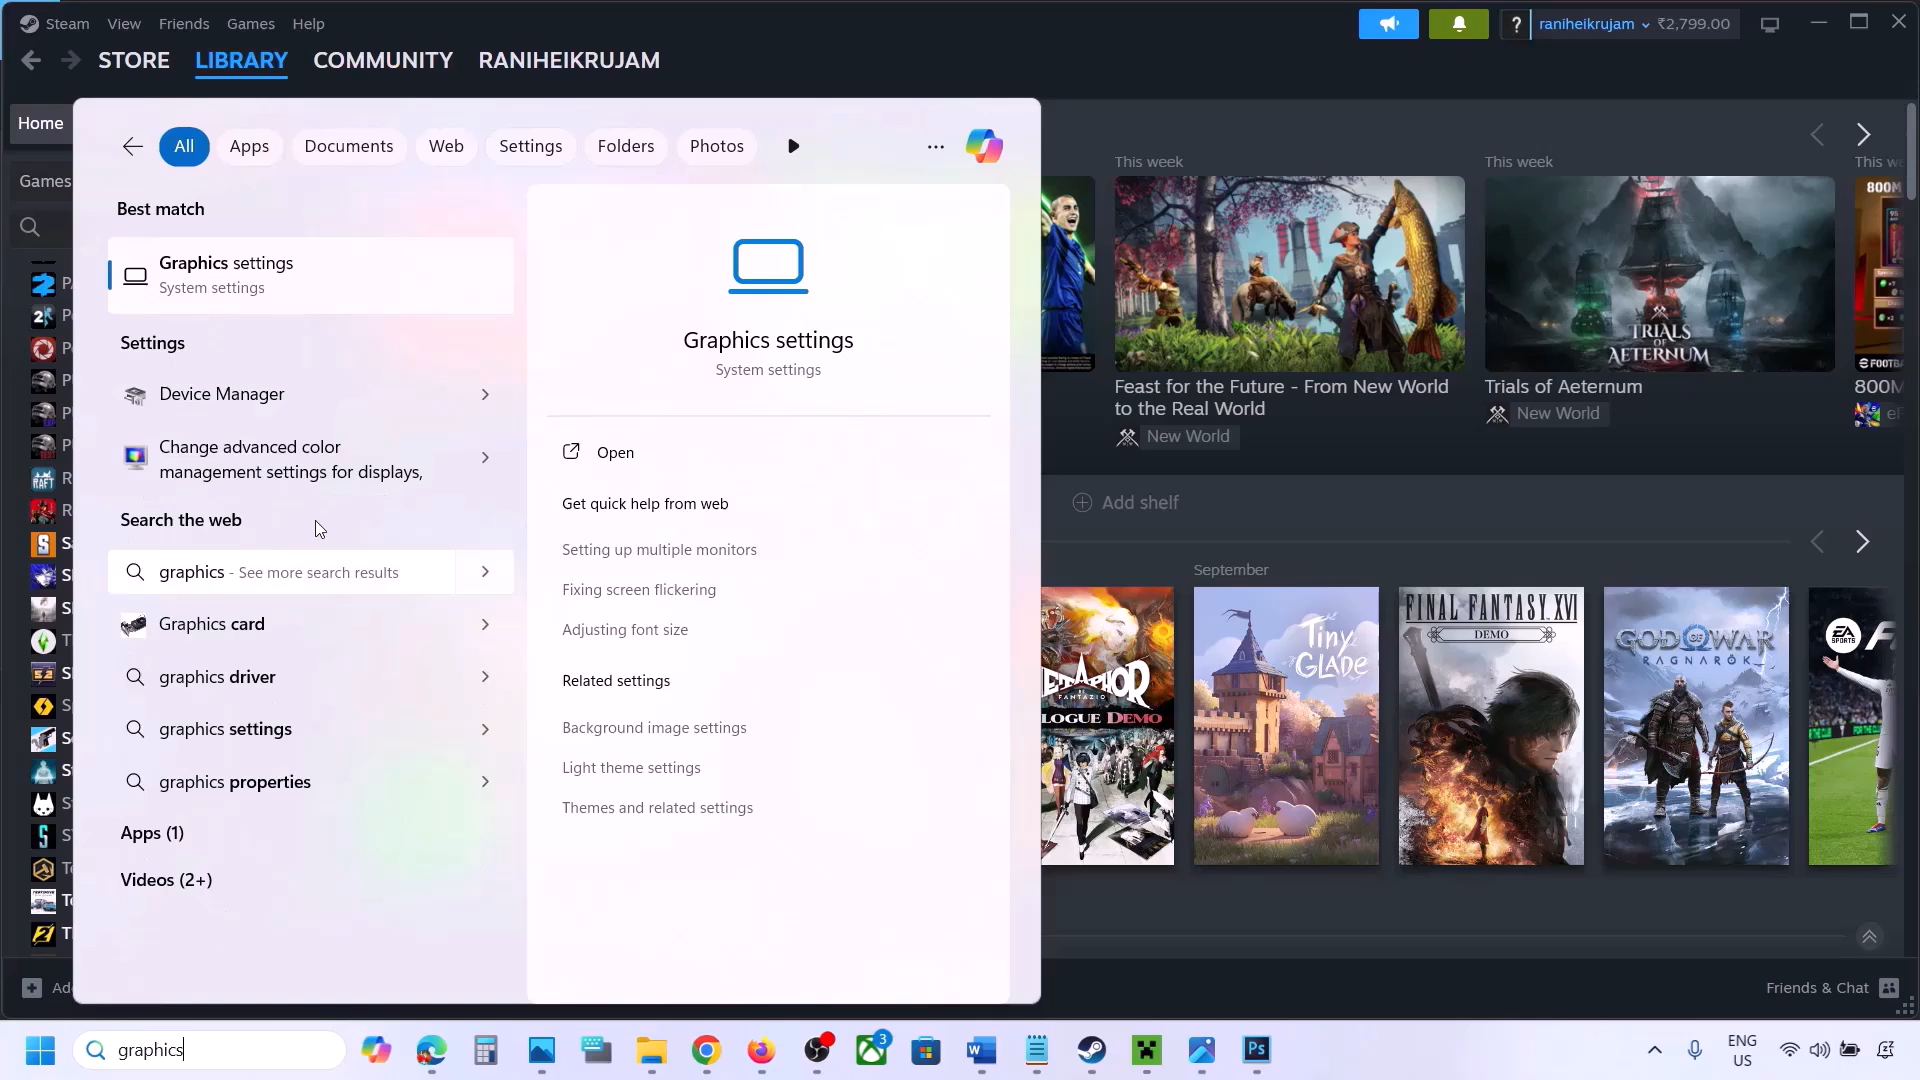 Steam View Friends Games Help
raniheikrujam ₹2,799.00
STORE LIBRARY COMMUNITY RANIHEIKRUJAM
Home
Games
All Apps Documents Web Settings Folders Photos
Best match
Graphics settings
System settings
Settings
Device Manager
Change advanced color
management settings for displays,
Search the web
graphics - See more search results
Graphics card
graphics driver
graphics settings
graphics properties
Apps (1)
Videos (2+)
Graphics settings
System settings
Open
Get quick help from web
Setting up multiple monitors
Fixing screen flickering
Adjusting font size
Related settings
Background image settings
Light theme settings
Themes and related settings
This week
This week
TRIALS
OF
AETERNUM
800M
Feast for the Future - From New World
to the Real World
New World
Trials of Aeternum
New World
800M
Add shelf
September
LOGUE DEMO
Tiny
Glade
FINAL FANTASY XVI
DEMO
GOD OF WAR
RAGNARÖK
EA
SPORTS
Friends & Chat
graphics
3
W
Ps
ENG
US